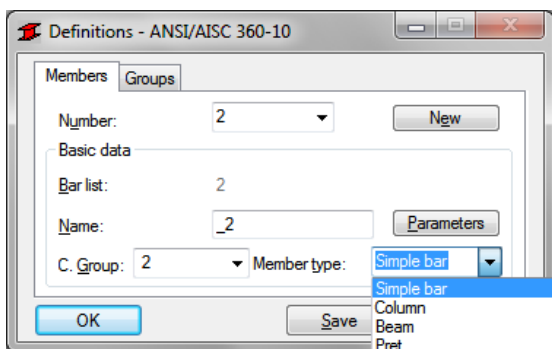 Definitions - ANSI/AISC 360-10
Members Groups
Number: 2 New
Basic data
Bar list: 2
Name: _2 Parameters
C. Group: 2 Member type: Simple bar
Simple bar
Column
OK Save Beam
Pret